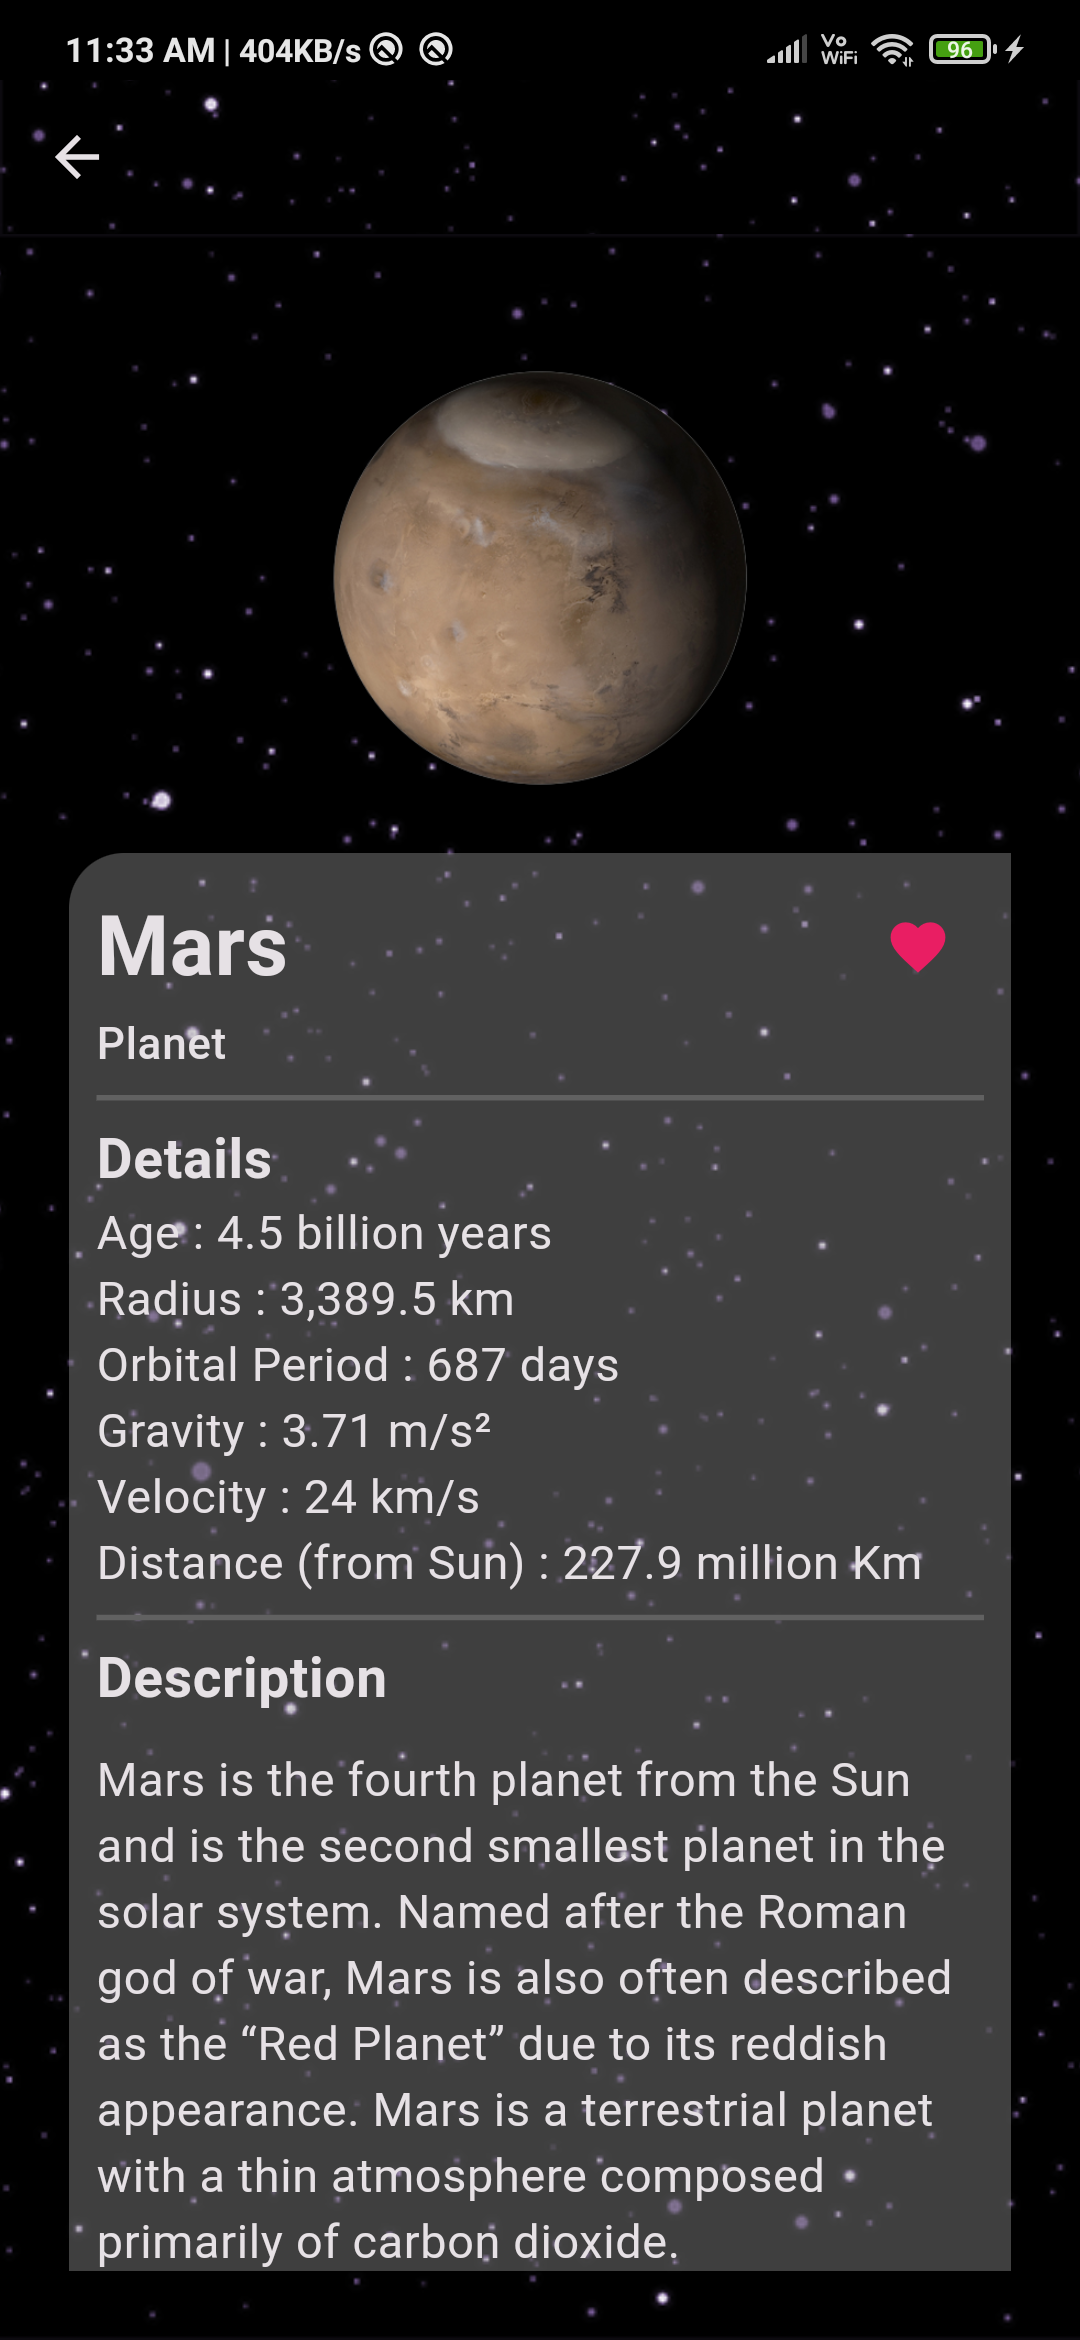 11:33 AM | 404KB/s
Vo
WiFi
96
Mars
Planet
Details
Age : 4.5 billion years
Radius : 3,389.5 km
Orbital Period : 687 days
Gravity : 3.71 m/s²
Velocity : 24 km/s
Distance (from Sun) : 227.9 million Km
Description
Mars is the fourth planet from the Sun
and is the second smallest planet in the
solar system. Named after the Roman
god of war, Mars is also often described
as the “Red Planet” due to its reddish
appearance. Mars is a terrestrial planet
with a thin atmosphere composed
primarily of carbon dioxide.